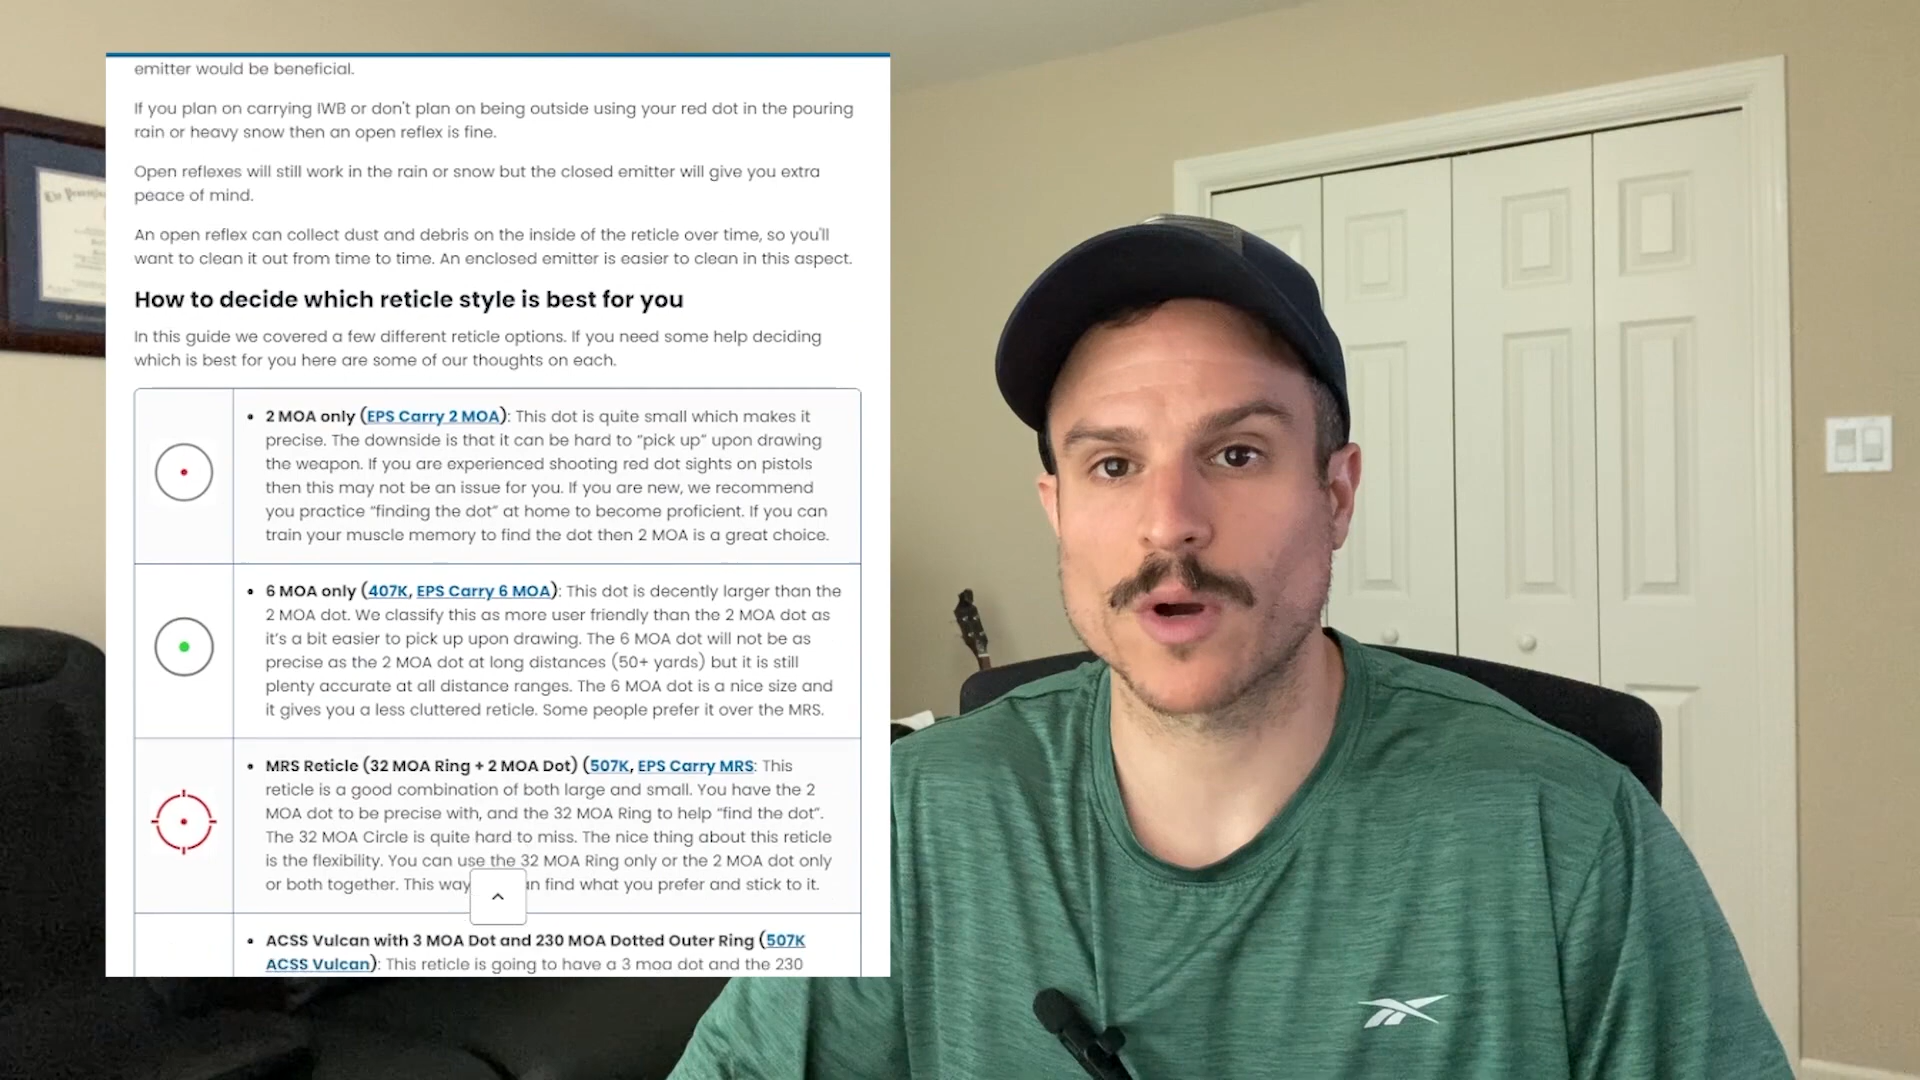 emitter would be beneficial.
If you plan on carrying IWB or don't plan on being outside using your red dot in the pouring
rain or heavy snow then an open reflex is fine.
Open reflexes will still work in the rain or snow but the closed emitter will give you extra
peace of mind.
An open reflex can collect dust and debris on the inside of the reticle over time, so you'll
want to clean it out from time to time. An enclosed emitter is easier to clean in this aspect.
How to decide which reticle style is best for you
In this guide we covered a few different reticle options. If you need some help deciding
which is best for you here are some of our thoughts on each.
• 2 MOA only (EPS Carry 2 MOA): This dot is quite small which makes it
precise. The downside is that it can be hard to “pick up” upon drawing
the weapon. If you are experienced shooting red dot sights on pistols
then this may not be an issue for you. If you are new, we recommend
you practice “finding the dot” at home to become proficient. If you can
train your muscle memory to find the dot then 2 MOA is a great choice.
• 6 MOA only (407K, EPS Carry 6 MOA): This dot is decently larger than the
2 MOA dot. We classify this as more user friendly than the 2 MOA dot as
it’s a bit easier to pick up upon drawing. The 6 MOA dot will not be as
precise as the 2 MOA dot at long distances (50+ yards) but it is still
plenty accurate at all distance ranges. The 6 MOA dot is a nice size and
it gives you a less cluttered reticle. Some people prefer it over the MRS.
• MRS Reticle (32 MOA Ring + 2 MOA Dot) (507K, EPS Carry MRS: This
reticle is a good combination of both large and small. You have the 2
MOA dot to be precise with, and the 32 MOA Ring to help “find the dot”.
The 32 MOA Circle is quite hard to miss. The nice thing about this reticle
is the flexibility. You can use the 32 MOA Ring only or the 2 MOA dot only
or both together. This way find what you prefer and stick to it.
• ACSS Vulcan with 3 MOA Dot and 230 MOA Dotted Outer Ring (507K
ACSS Vulcan): This reticle is going to have a 3 moa dot and the 230